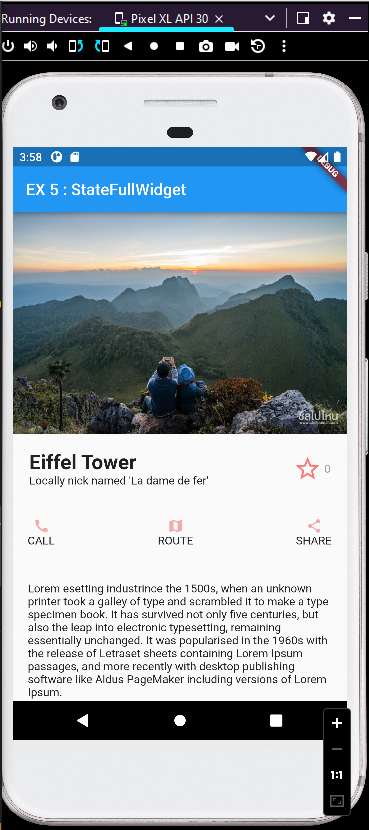 Running Devices:
Pixel XL API 30
3:58
DEBUG
EX 5 : StateFullWidget
Eiffel Tower
0
Locally nick named 'La dame de fer'
CALL
ROUTE
SHARE
Lorem esetting industrince the 1500s, when an unknown
printer took a galley of type and scrambled it to make a type
specimen book. It has survived not only five centuries, but
also the leap into electronic typesetting, remaining
essentially unchanged. It was popularised in the 1960s with
the release of Letraset sheets containing Lorem Ipsum
passages, and more recently with desktop publishing
software like Aldus PageMaker including versions of Lorem
Ipsum.
1:1